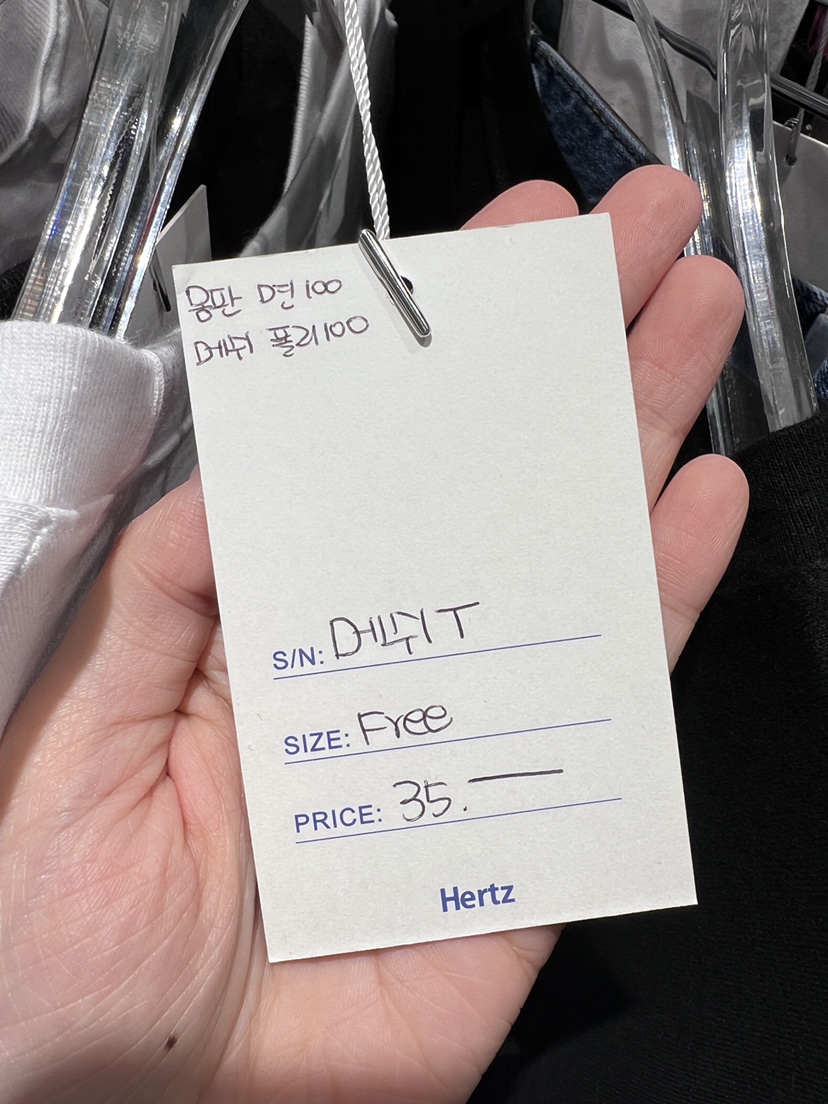 몸판 면100
메쉬 폴리100
S/N: 메쉬 T
SIZE: Free
PRICE: 35.—
Hertz